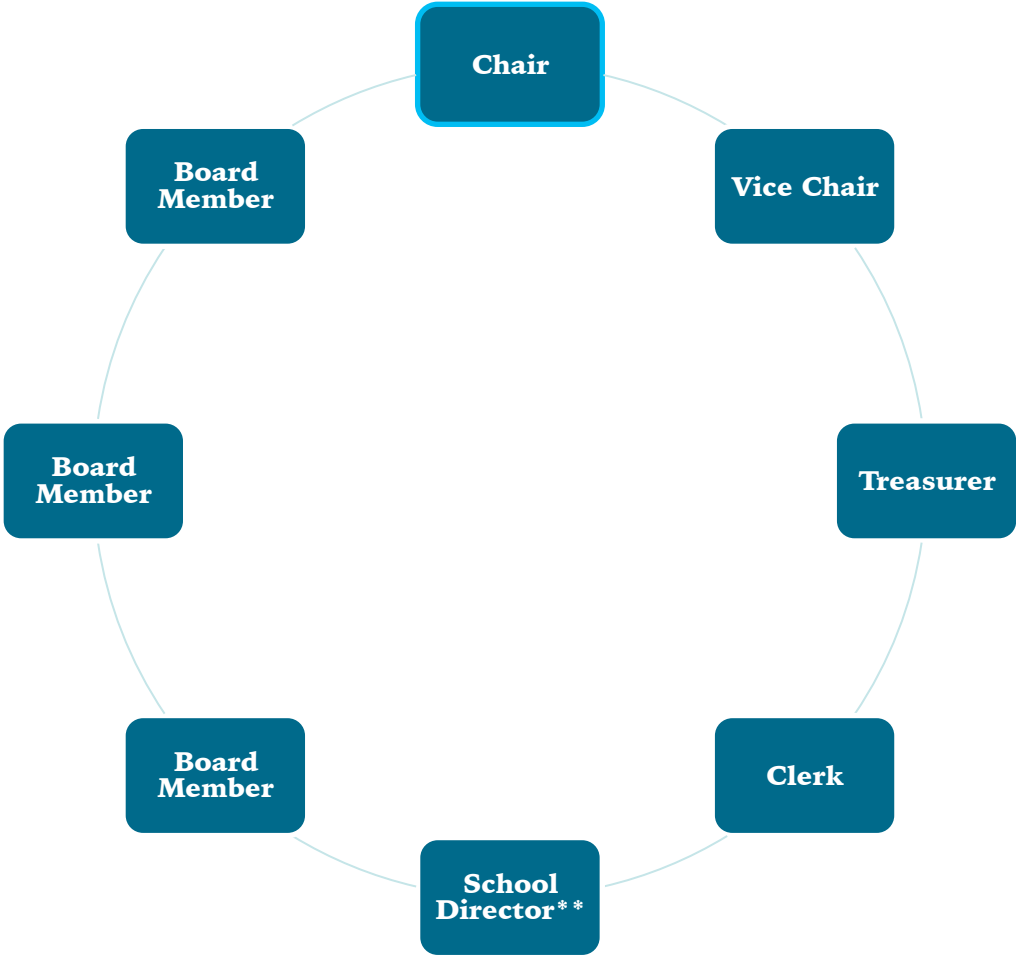 Chair
Vice Chair
Treasurer
Clerk
School
Director**
Board
Member
Board
Member
Board
Member